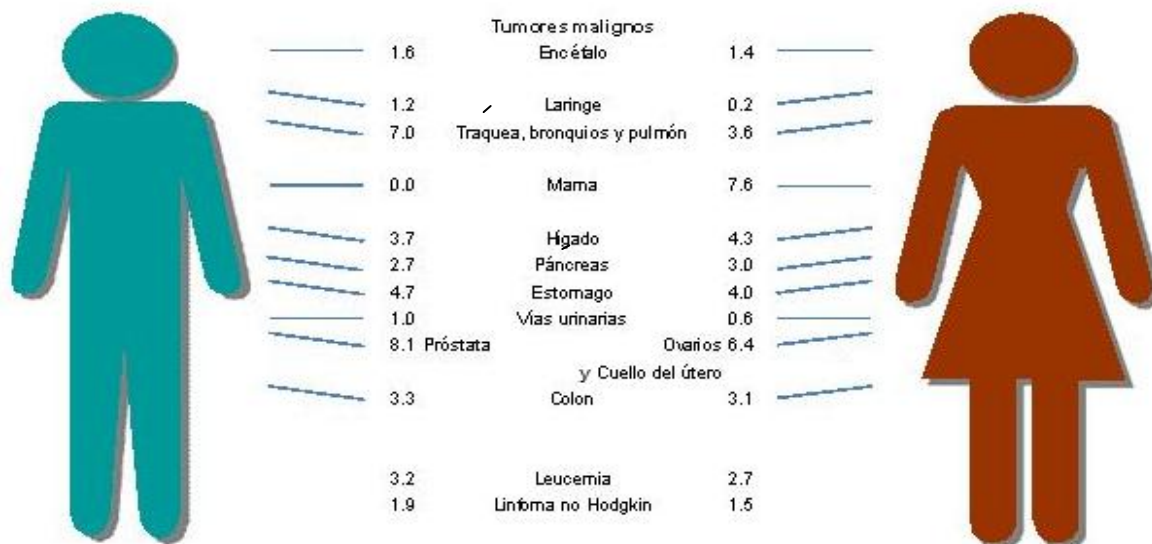 Tumores malignos
1.6 Encéfalo 1.4
1.2 Laringe 0.2
7.0 Traquea, bronquios y pulmón 3.6
0.0 Mama 7.6
3.7 Hígado 4.3
2.7 Páncreas 3.0
4.7 Estomago 4.0
1.0 Vías urinarias 0.6
8.1 Próstata Ovarios 6.4
y Cuello del útero
3.3 Colon 3.1
3.2 Leucemia 2.7
1.9 Linfoma no Hodgkin 1.5